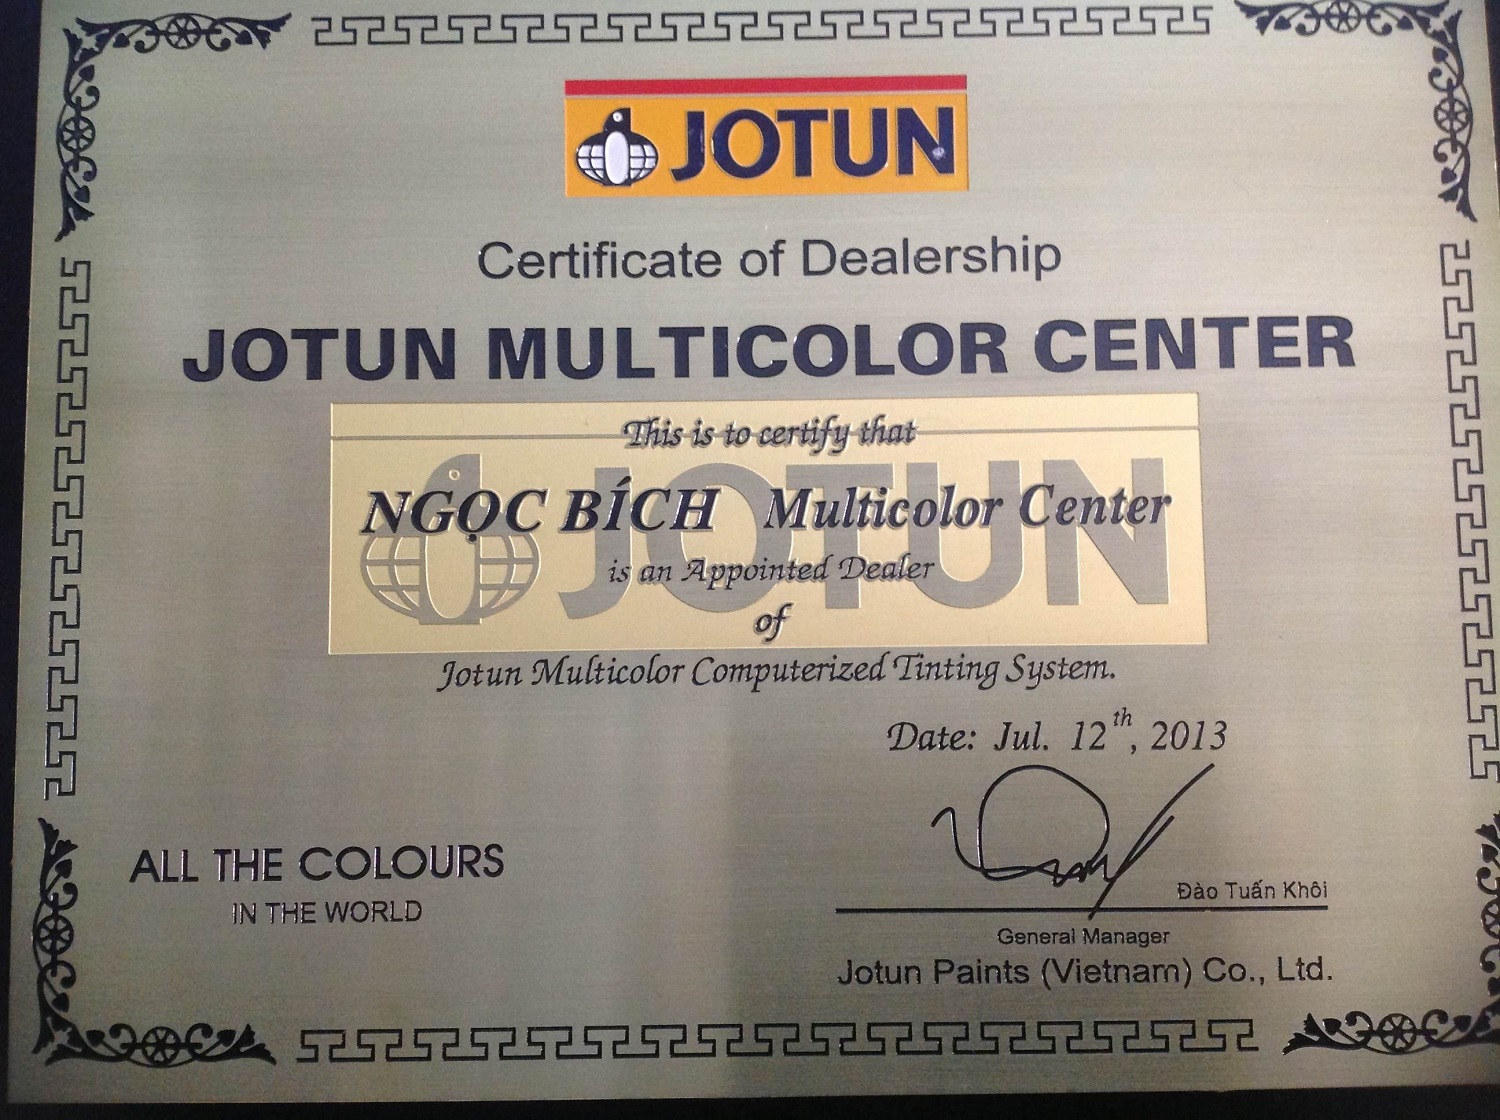 JOTUN
Certificate of Dealership
JOTUN MULTICOLOR CENTER
This is to certify that
JOTUN
NGỌC BÍCH Multicolor Center
is an Appointed Dealer
of
Jotun Multicolor Computerized Tinting System.
Date: Jul. 12th, 2013
ALL THE COLOURS
IN THE WORLD
Đào Tuấn Khôi
General Manager
Jotun Paints (Vietnam) Co., Ltd.